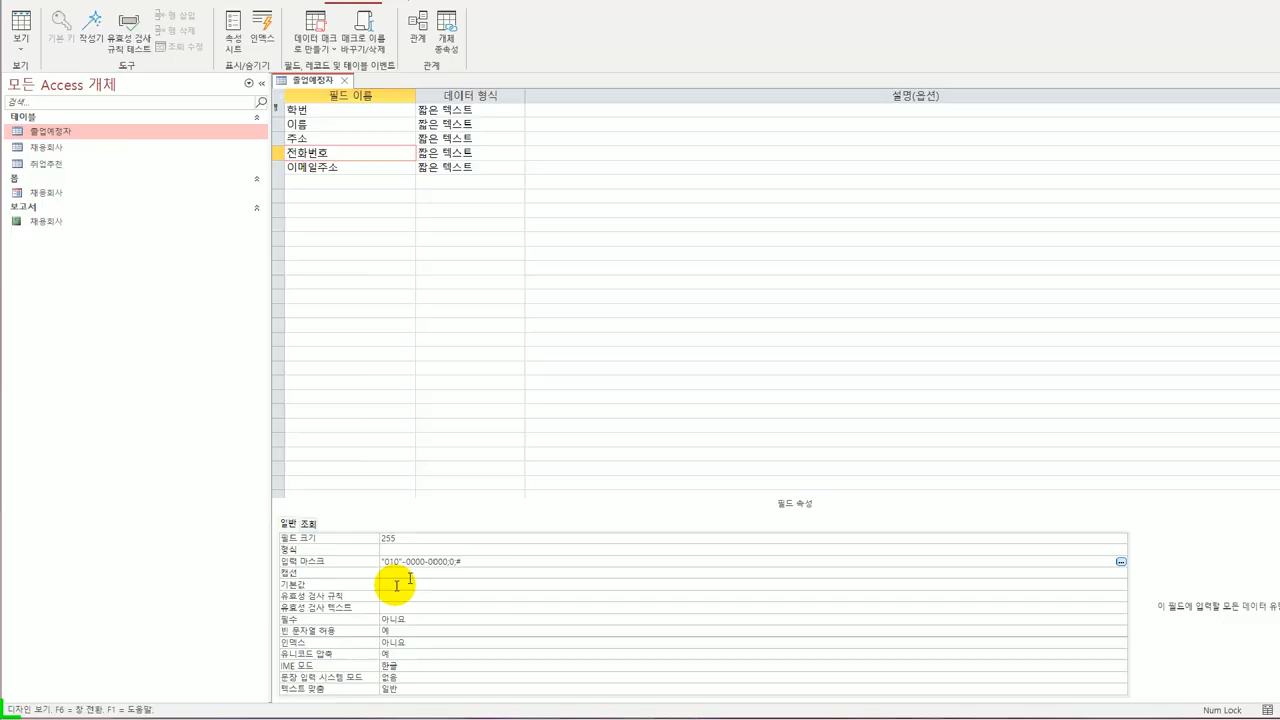 보기
기본 키
작성기
유효성 검사
규칙 테스트
행 삽입
행 삭제
조회 수정
속성
시트
인덱스
데이터 매크
로 만들기
매크로 이름
바꾸기/삭제
관계
개체
종속성
보기
도구
표시/숨기기
필드, 레코드 및 테이블 이벤트
관계
모든 Access 개체
검색...
테이블
졸업예정자
채용회사
취업추천
폼
채용회사
보고서
채용회사
졸업예정자
필드 이름 데이터 형식 설명(옵션)
학번 짧은 텍스트
이름 짧은 텍스트
주소 짧은 텍스트
전화번호 짧은 텍스트
이메일주소 짧은 텍스트
필드 속성
일반 조회
필드 크기 255
형식
입력 마스크 "010"-0000-0000;0;#
캡션
기본값
유효성 검사 규칙
유효성 검사 텍스트
필수 아니요
빈 문자열 허용 예
인덱스 아니요
유니코드 압축 예
IME 모드 한글
문장 입력 시스템 모드 없음
텍스트 맞춤 일반
이 필드에 입력할 모든 데이터
디자인 보기. F6 = 창 전환. F1 = 도움말.
Num Lock